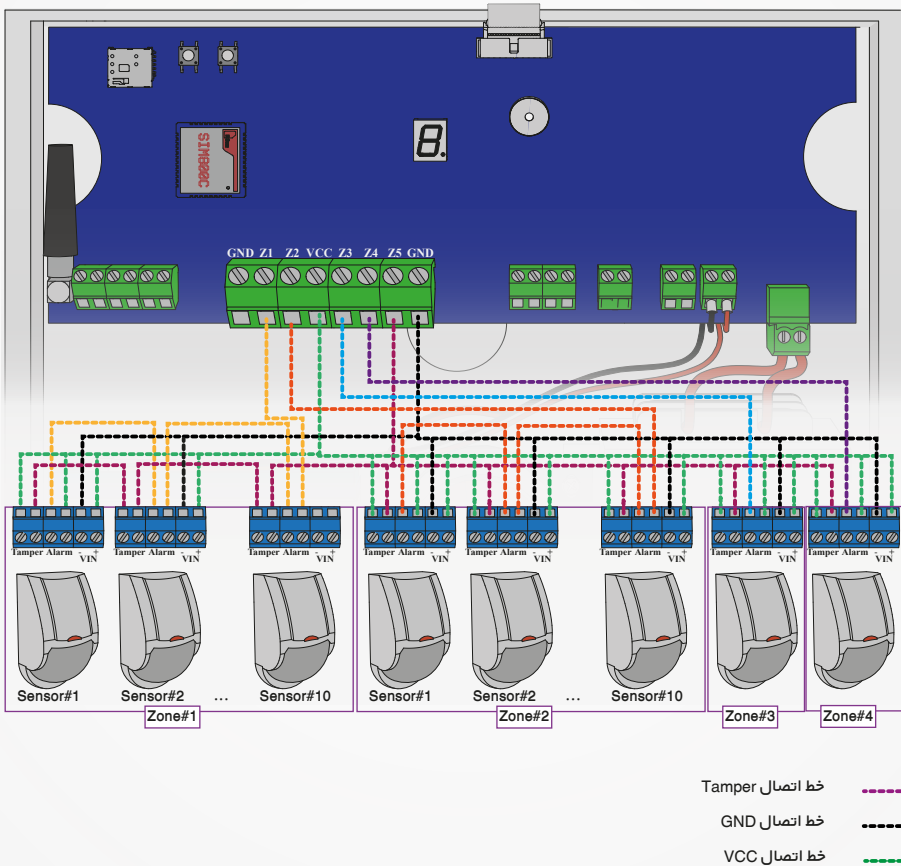 SIM800C
8.
GND Z1 Z2 VCC Z3 Z4 Z5 GND
Tamper Alarm - + VIN
Tamper Alarm - + VIN
Tamper Alarm - + VIN
Tamper Alarm - + VIN
Tamper Alarm - + VIN
Tamper Alarm - + VIN
Tamper Alarm - + VIN
Tamper Alarm - + VIN
Sensor#1 Sensor#2 ... Sensor#10 Sensor#1 Sensor#2 ... Sensor#10
Zone#1 Zone#2 Zone#3 Zone#4
خط اتصال Tamper
خط اتصال GND
خط اتصال VCC